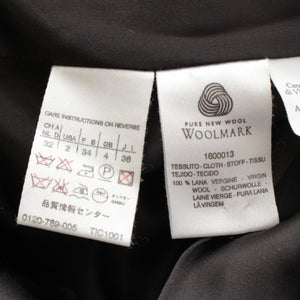 CARE INSTRUCTIONS ON REVERSE
CH A
NL D USA F B GB J I
32 2 34 4 38
品質情報センター
0120-789-005 TIC1001
PURE NEW WOOL
WOOLMARK
1600013
TESSUTO-CLOTH-STOFF-TISSU
TEJIDO-TECIDO
100% LANA VERGINE - VIRGIN
WOOL - SCHURWOLLE -
LAINE VIERGE - PURA LANA
LÃ VIRGEM